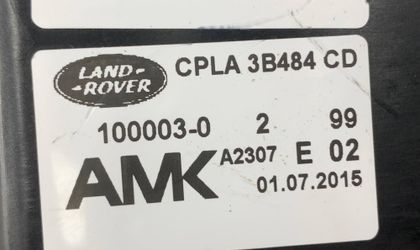 LAND-
-ROVER
CPLA 3B484 CD
100003-0 2 99
AMK A2307 E 02
01.07.2015